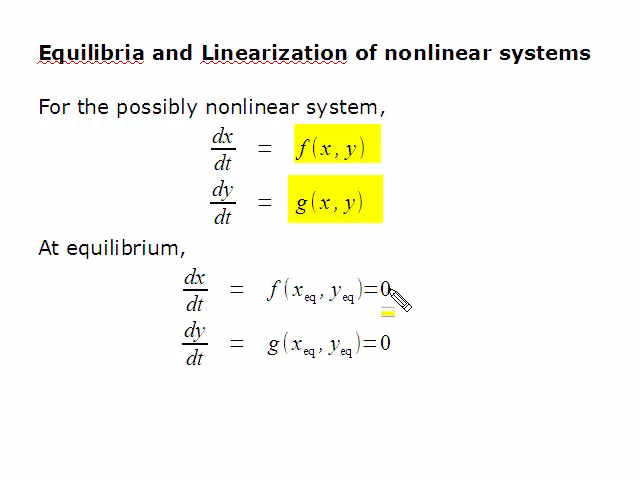 Equilibria and Linearization of nonlinear systems
For the possibly nonlinear system,
dx/dt = f(x, y)
dy/dt = g(x, y)
At equilibrium,
dx/dt = f(x_eq, y_eq)=0
dy/dt = g(x_eq, y_eq)=0